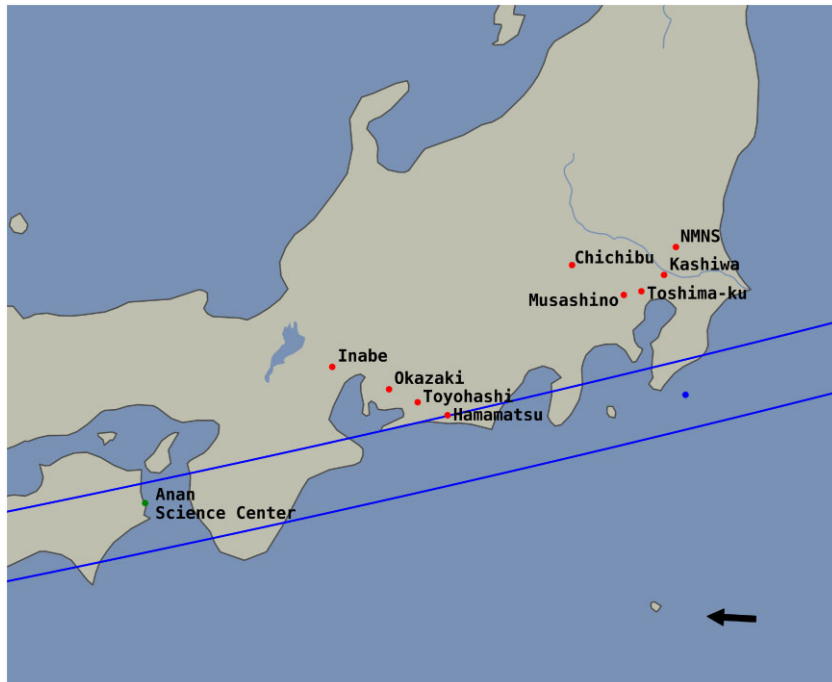 NMNS
Chichibu
Kashiwa
Musashino
Toshima-ku
Inabe
Okazaki
Toyohashi
Hamamatsu
Anan
Science Center